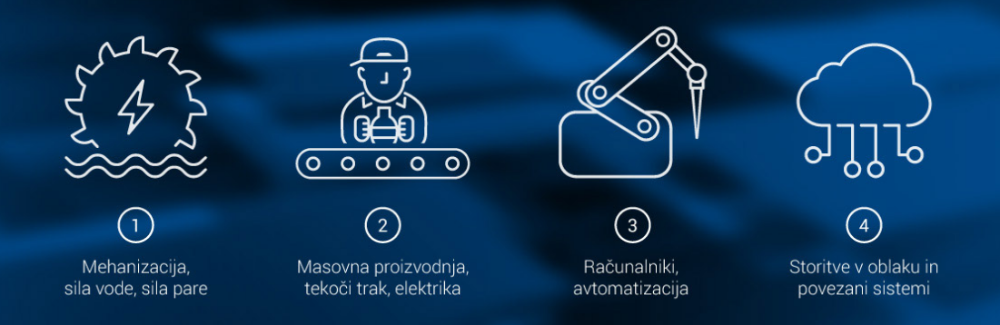 1
Mehanizacija,
sila vode, sila pare
2
Masovna proizvodnja,
tekoči trak, elektrika
3
Računalniki,
avtomatizacija
4
Storitve v oblaku in
povezani sistemi